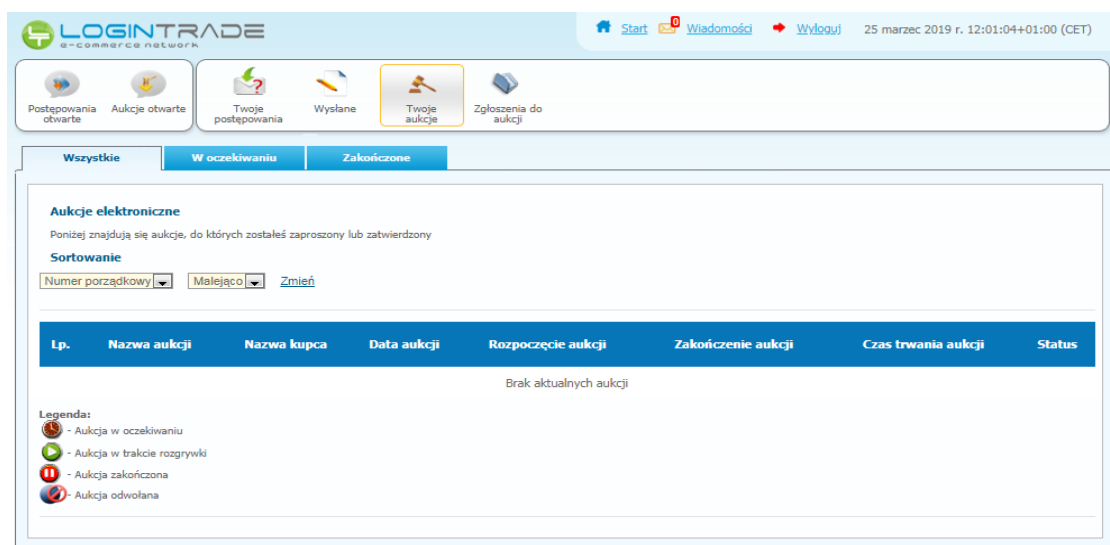 LOGINTRADE
e-commerce network
Start 0 Wiadomości Wyloguj 25 marzec 2019 r. 12:01:04+01:00 (CET)
Postępowania otwarte
Aukcje otwarte
Twoje postępowania
Wysłane
Twoje aukcje
Zgłoszenia do aukcji
Wszystkie W oczekiwaniu Zakończone
Aukcje elektroniczne
Poniżej znajdują się aukcje, do których zostałeś zaproszony lub zatwierdzony
Sortowanie
Numer porządkowy Malejąco Zmień
Lp. Nazwa aukcji Nazwa kupca Data aukcji Rozpoczęcie aukcji Zakończenie aukcji Czas trwania aukcji Status
Brak aktualnych aukcji
Legenda:
- Aukcja w oczekiwaniu
- Aukcja w trakcie rozgrywki
- Aukcja zakończona
- Aukcja odwołana